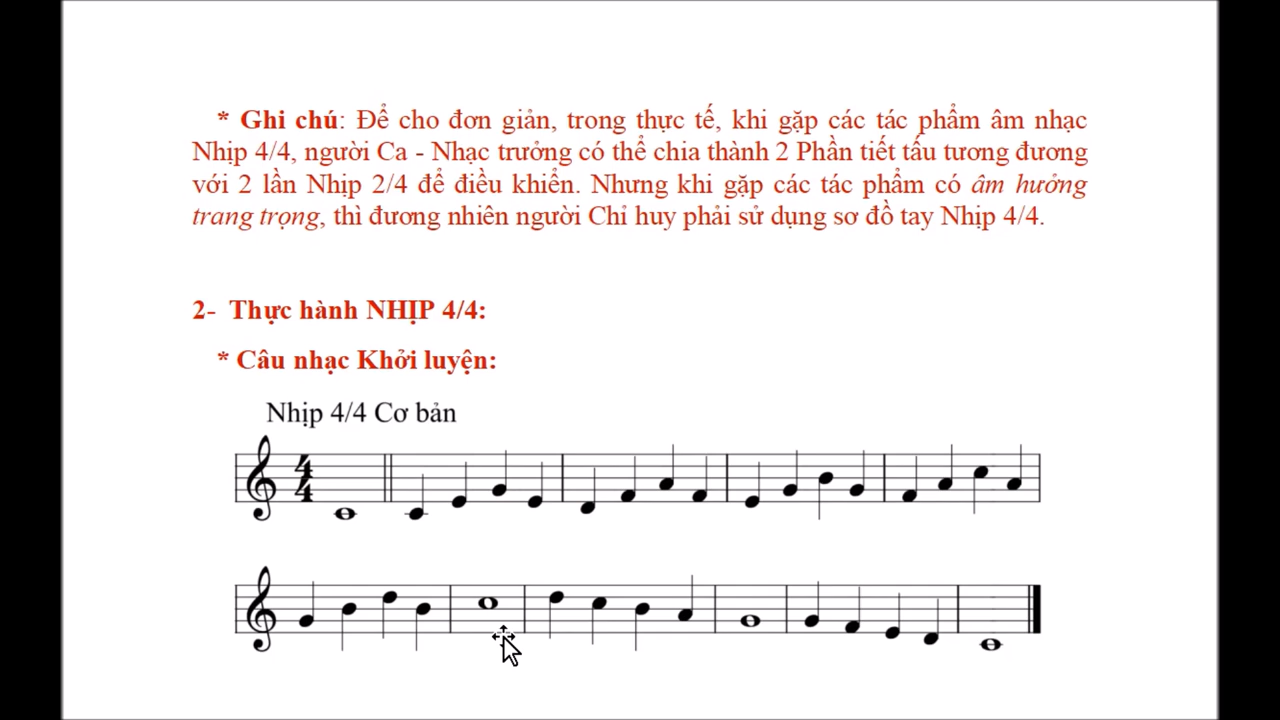 * Ghi chú: Để cho đơn giản, trong thực tế, khi gặp các tác phẩm âm nhạc
Nhịp 4/4, người Ca - Nhạc trưởng có thể chia thành 2 Phần tiết tấu tương đương
với 2 lần Nhịp 2/4 để điều khiển. Nhưng khi gặp các tác phẩm có âm hưởng
trang trọng, thì đương nhiên người Chỉ huy phải sử dụng sơ đồ tay Nhịp 4/4.
2- Thực hành NHỊP 4/4:
* Câu nhạc Khởi luyện:
Nhịp 4/4 Cơ bản
4
4